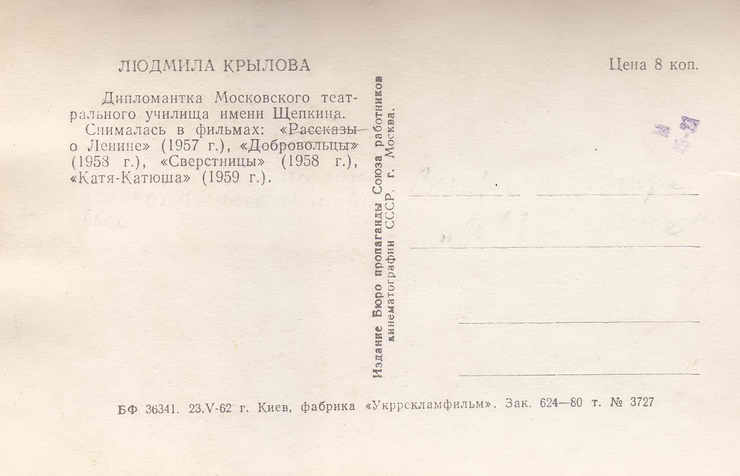 ЛЮДМИЛА КРЫЛОВА
Дипломантка Московского теат-
рального училища имени Щепкина.
Снималась в фильмах: «Рассказы
о Ленине» (1957 г.), «Добровольцы»
(1958 г.), «Сверстницы» (1958 г.),
«Катя-Катюша» (1959 г.).
Издание Бюро пропаганды Союза работников
кинематографии СССР, г. Москва.
Цена 8 коп.
БФ 36341. 23.V-62 г. Киев, фабрика «Укррекламфильм». Зак. 624—80 т. № 3727